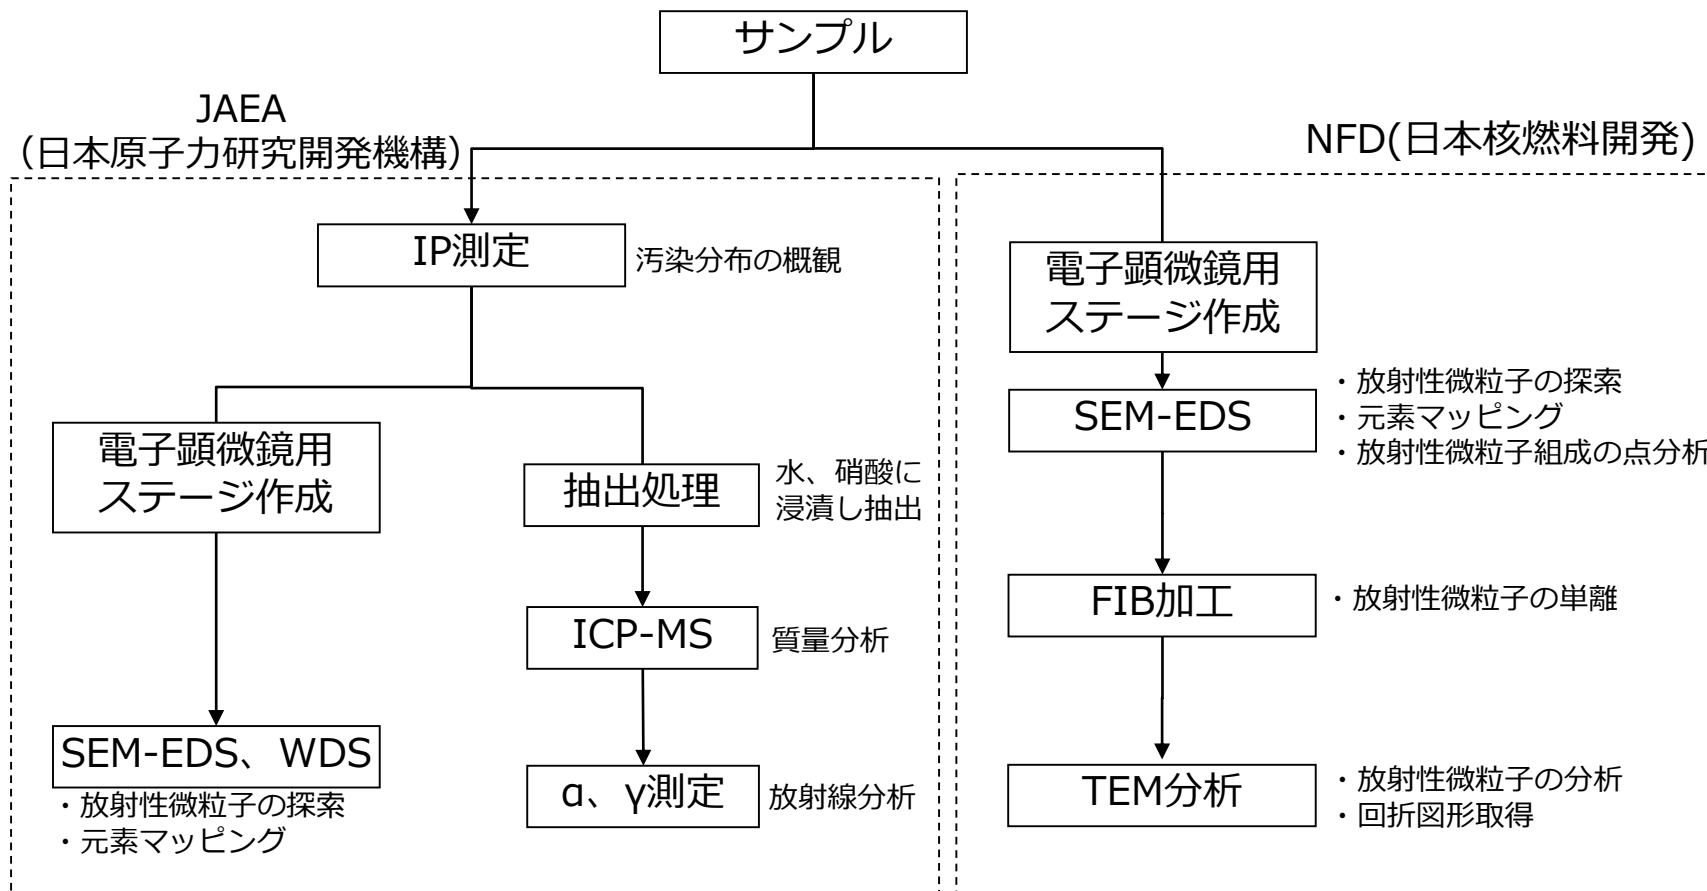 サンプル
JAEA
（日本原子力研究開発機構）
IP測定
汚染分布の概観
電子顕微鏡用
ステージ作成
SEM-EDS、WDS
・放射性微粒子の探索
・元素マッピング
抽出処理
水、硝酸に
浸漬し抽出
ICP-MS
質量分析
α、γ測定
放射線分析
NFD(日本核燃料開発)
電子顕微鏡用
ステージ作成
SEM-EDS
・放射性微粒子の探索
・元素マッピング
・放射性微粒子組成の点分析
FIB加工
・放射性微粒子の単離
TEM分析
・放射性微粒子の分析
・回折図形取得